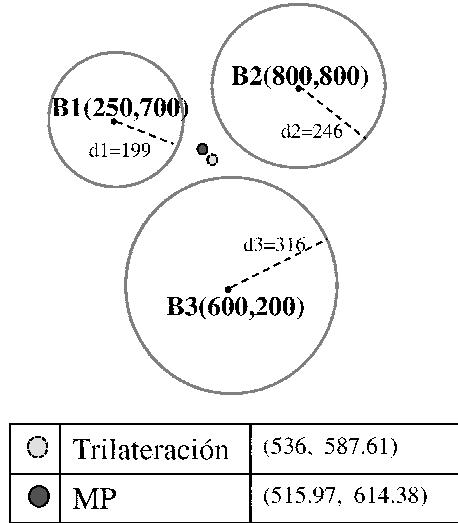 B2(800,800)
B1(250,700)
d2=246
d1=199
d3=316
B3(600,200)
Trilateración (536, 587.61)
MP (515.97, 614.38)